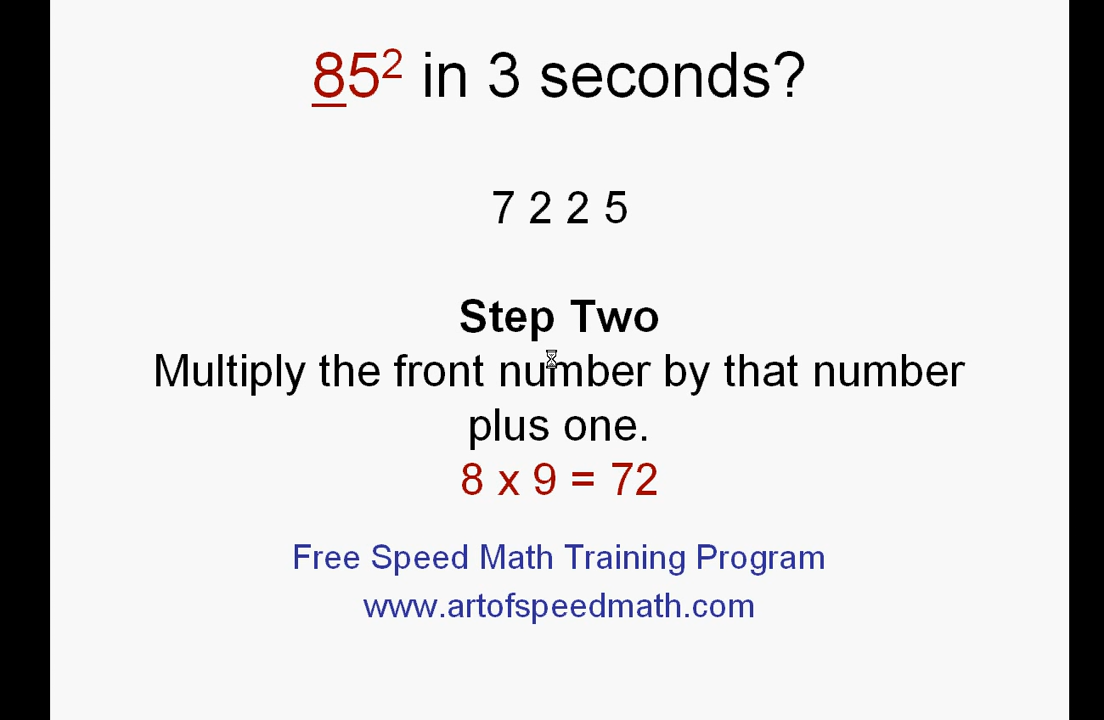 85² in 3 seconds?
7 2 2 5
Step Two
Multiply the front number by that number
plus one.
8 x 9 = 72
Free Speed Math Training Program
www.artofspeedmath.com